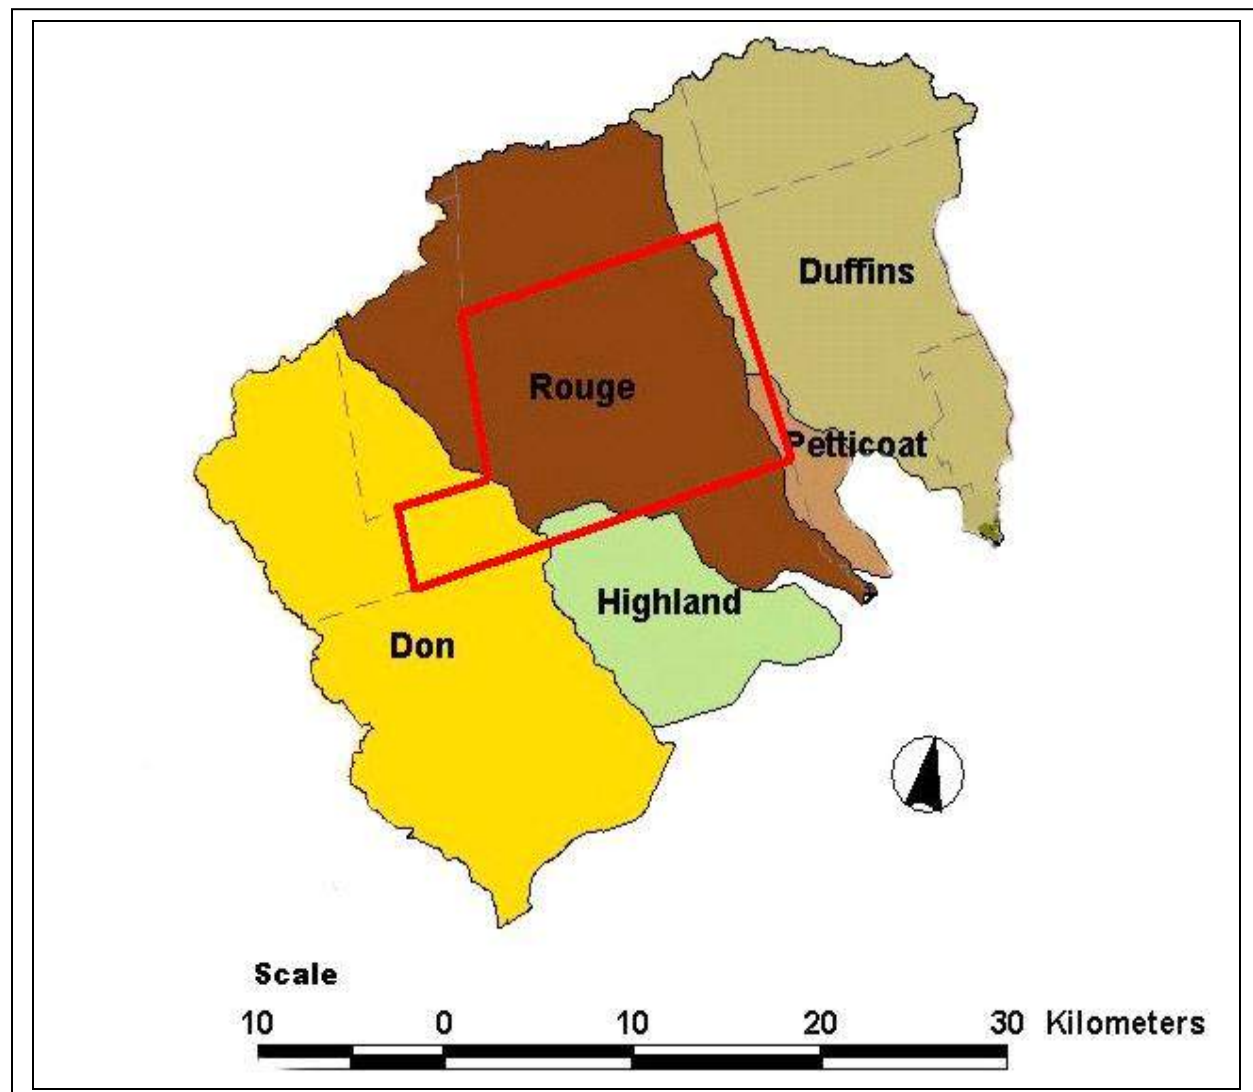 Duffins
Rouge
Petticoat
Highland
Don
Scale
10 0 10 20 30 Kilometers